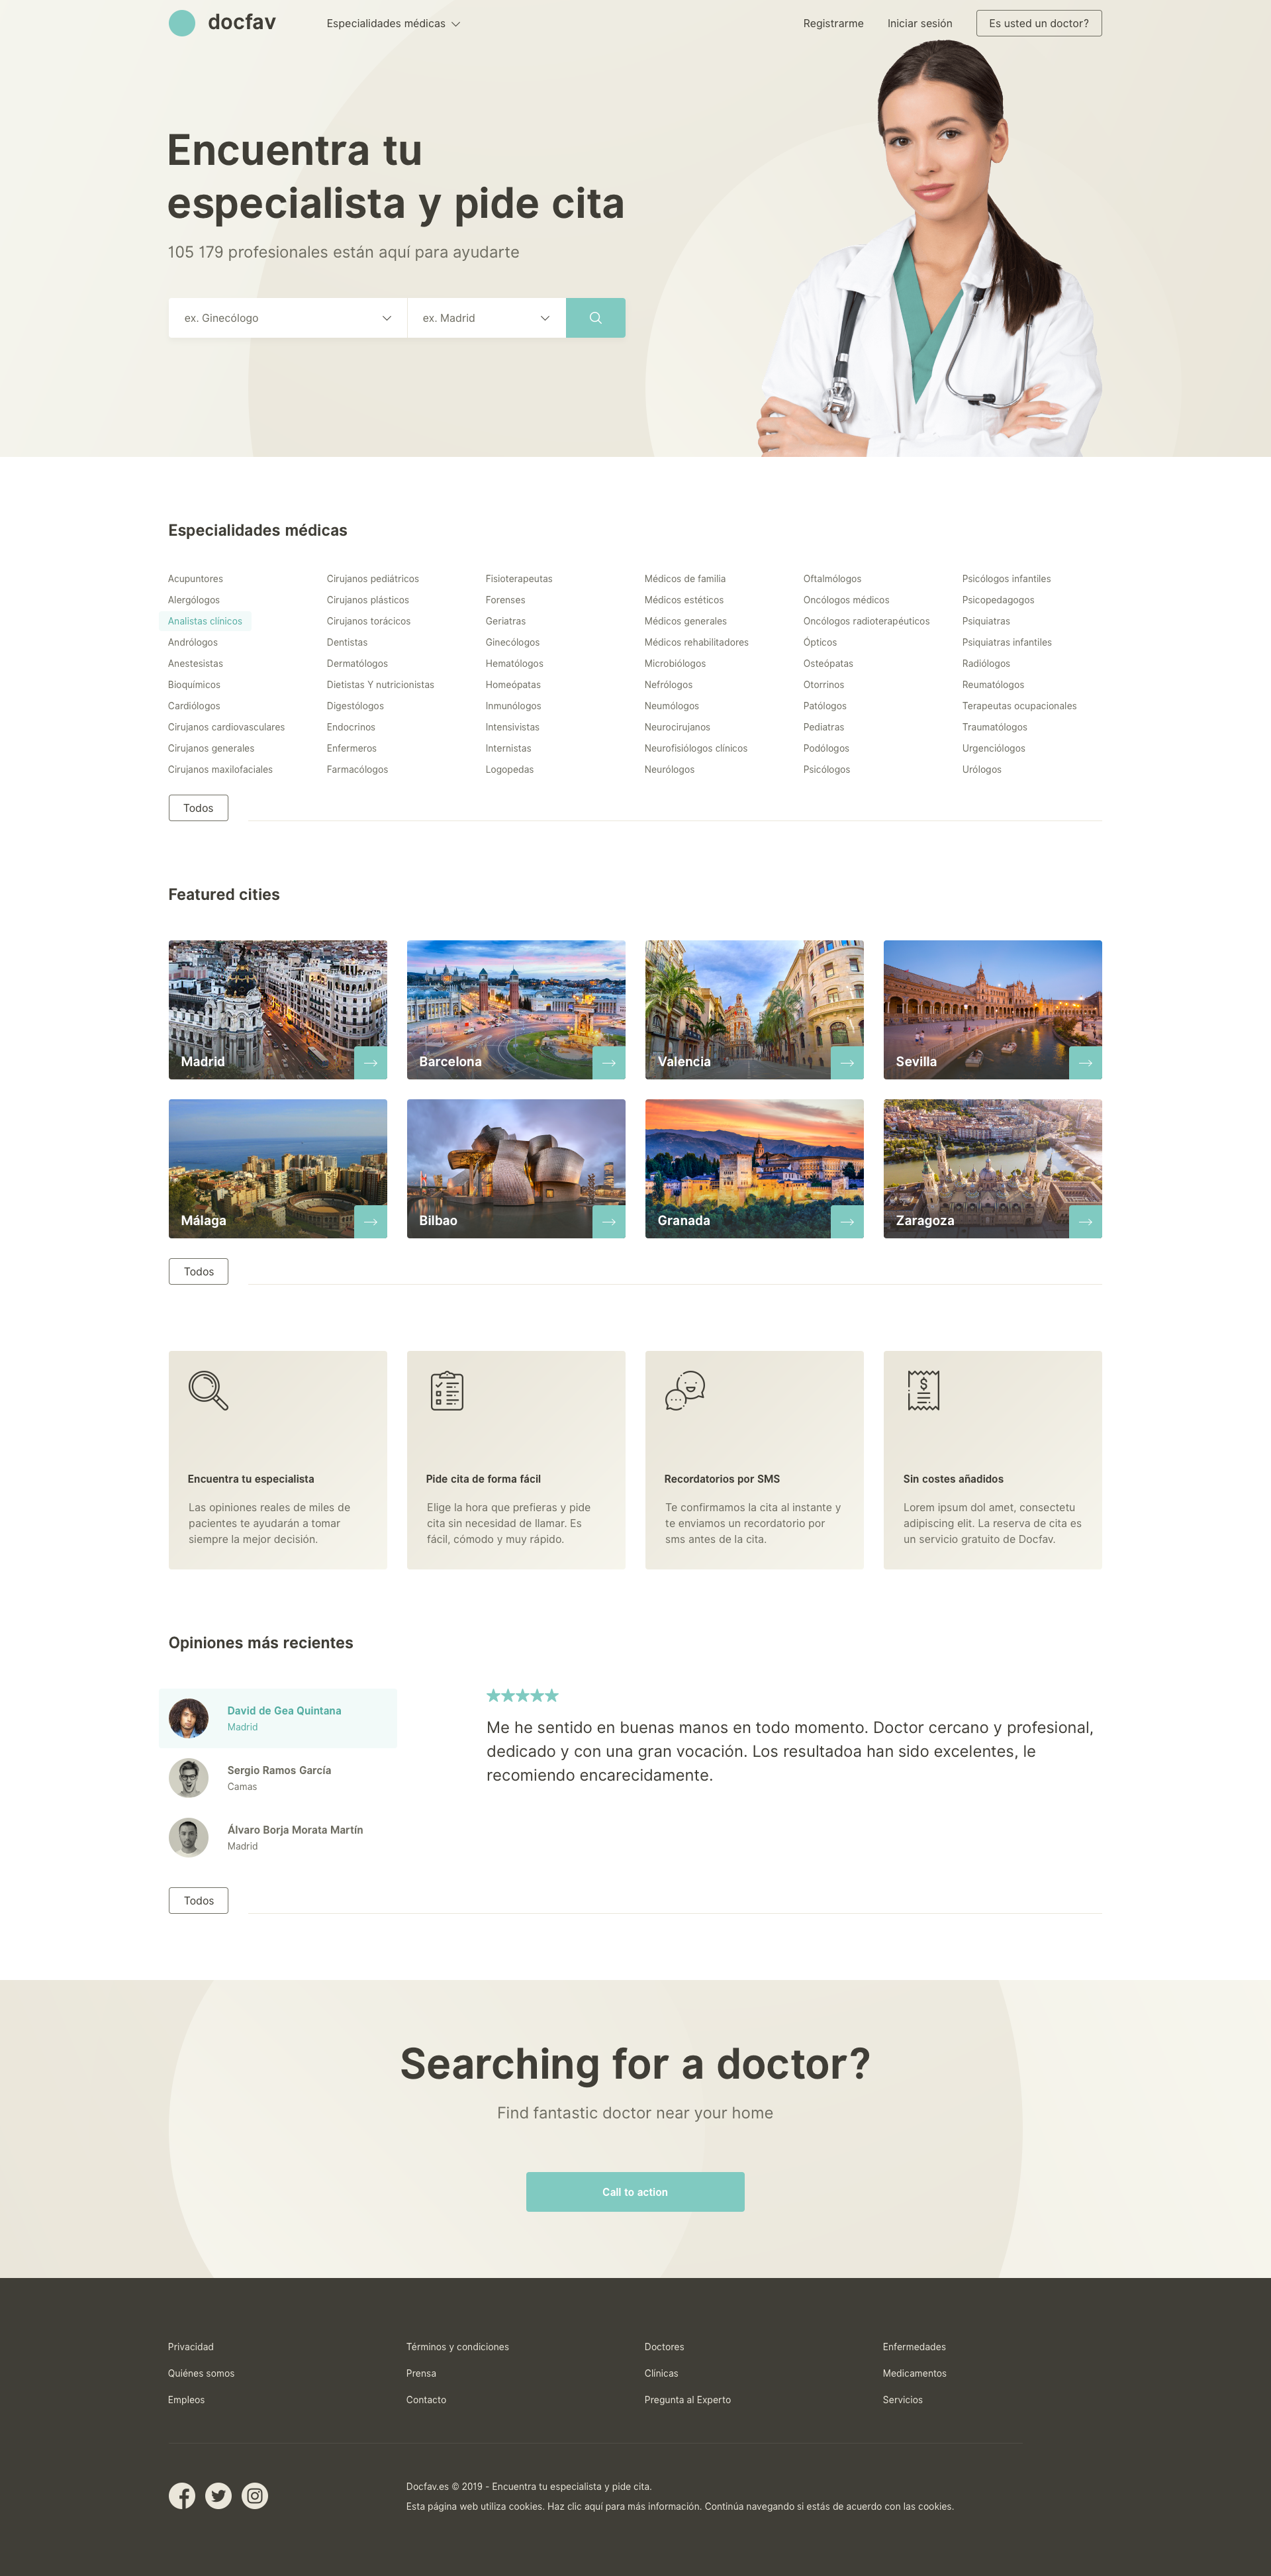 docfav
Especialidades médicas
Registrarme
Iniciar sesión
Es usted un doctor?
Encuentra tu
especialista y pide cita
105 179 profesionales están aquí para ayudarte
ex. Ginecólogo
ex. Madrid
Especialidades médicas
Acupuntores
Alergólogos
Analistas clínicos
Andrólogos
Anestesistas
Bioquímicos
Cardiólogos
Cirujanos cardiovasculares
Cirujanos generales
Cirujanos maxilofaciales
Cirujanos pediátricos
Cirujanos plásticos
Cirujanos torácicos
Dentistas
Dermatólogos
Dietistas Y nutricionistas
Digestólogos
Endocrinos
Enfermeros
Farmacólogos
Fisioterapeutas
Forenses
Geriatras
Ginecólogos
Hematólogos
Homeópatas
Inmunólogos
Intensivistas
Internistas
Logopedas
Médicos de familia
Médicos estéticos
Médicos generales
Médicos rehabilitadores
Microbiólogos
Nefrólogos
Neumólogos
Neurocirujanos
Neurofisiólogos clínicos
Neurólogos
Oftalmólogos
Oncólogos médicos
Oncólogos radioterapéuticos
Ópticos
Osteópatas
Otorrinos
Patólogos
Pediatras
Podólogos
Psicólogos
Psicólogos infantiles
Psicopedagogos
Psiquiatras
Psiquiatras infantiles
Radiólogos
Reumatólogos
Terapeutas ocupacionales
Traumatólogos
Urgenciólogos
Urólogos
Todos
Featured cities
Madrid
Barcelona
Valencia
Sevilla
Málaga
Bilbao
Granada
Zaragoza
Todos
Encuentra tu especialista
Las opiniones reales de miles de
pacientes te ayudarán a tomar
siempre la mejor decisión.
Pide cita de forma fácil
Elige la hora que prefieras y pide
cita sin necesidad de llamar. Es
fácil, cómodo y muy rápido.
Recordatorios por SMS
Te confirmamos la cita al instante y
te enviamos un recordatorio por
sms antes de la cita.
Sin costes añadidos
Lorem ipsum dol amet, consectetu
adipiscing elit. La reserva de cita es
un servicio gratuito de Docfav.
Opiniones más recientes
David de Gea Quintana
Madrid
Sergio Ramos García
Camas
Álvaro Borja Morata Martín
Madrid
Me he sentido en buenas manos en todo momento. Doctor cercano y profesional,
dedicado y con una gran vocación. Los resultadoa han sido excelentes, le
recomiendo encarecidamente.
Todos
Searching for a doctor?
Find fantastic doctor near your home
Call to action
Privacidad
Quiénes somos
Empleos
Términos y condiciones
Prensa
Contacto
Doctores
Clínicas
Pregunta al Experto
Enfermedades
Medicamentos
Servicios
Docfav.es © 2019 - Encuentra tu especialista y pide cita.
Esta página web utiliza cookies. Haz clic aquí para más información. Continúa navegando si estás de acuerdo con las cookies.